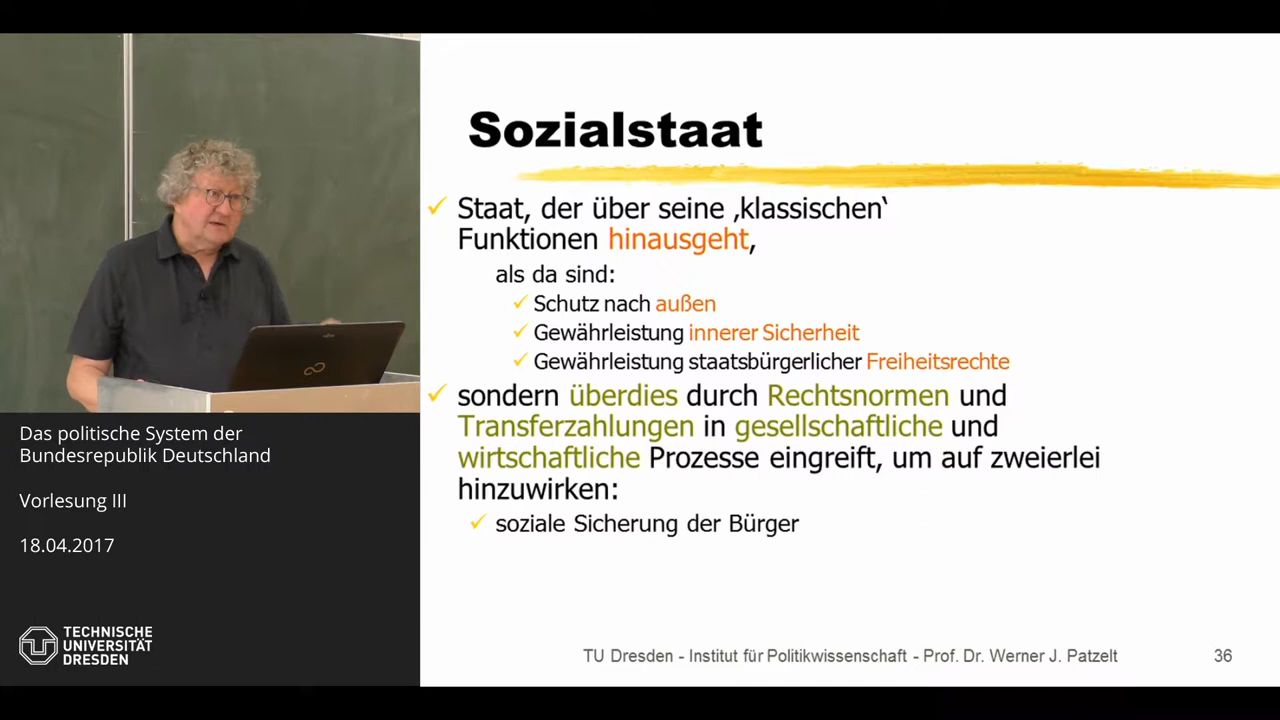 Sozialstaat
Staat, der über seine ‚klassischen‘
Funktionen hinausgeht,
als da sind:
Schutz nach außen
Gewährleistung innerer Sicherheit
Gewährleistung staatsbürgerlicher Freiheitsrechte
sondern überdies durch Rechtsnormen und
Transferzahlungen in gesellschaftliche und
wirtschaftliche Prozesse eingreift, um auf zweierlei
hinzuwirken:
soziale Sicherung der Bürger
TU Dresden - Institut für Politikwissenschaft - Prof. Dr. Werner J. Patzelt
36
Das politische System der
Bundesrepublik Deutschland
Vorlesung III
18.04.2017
TECHNISCHE
UNIVERSITÄT
DRESDEN